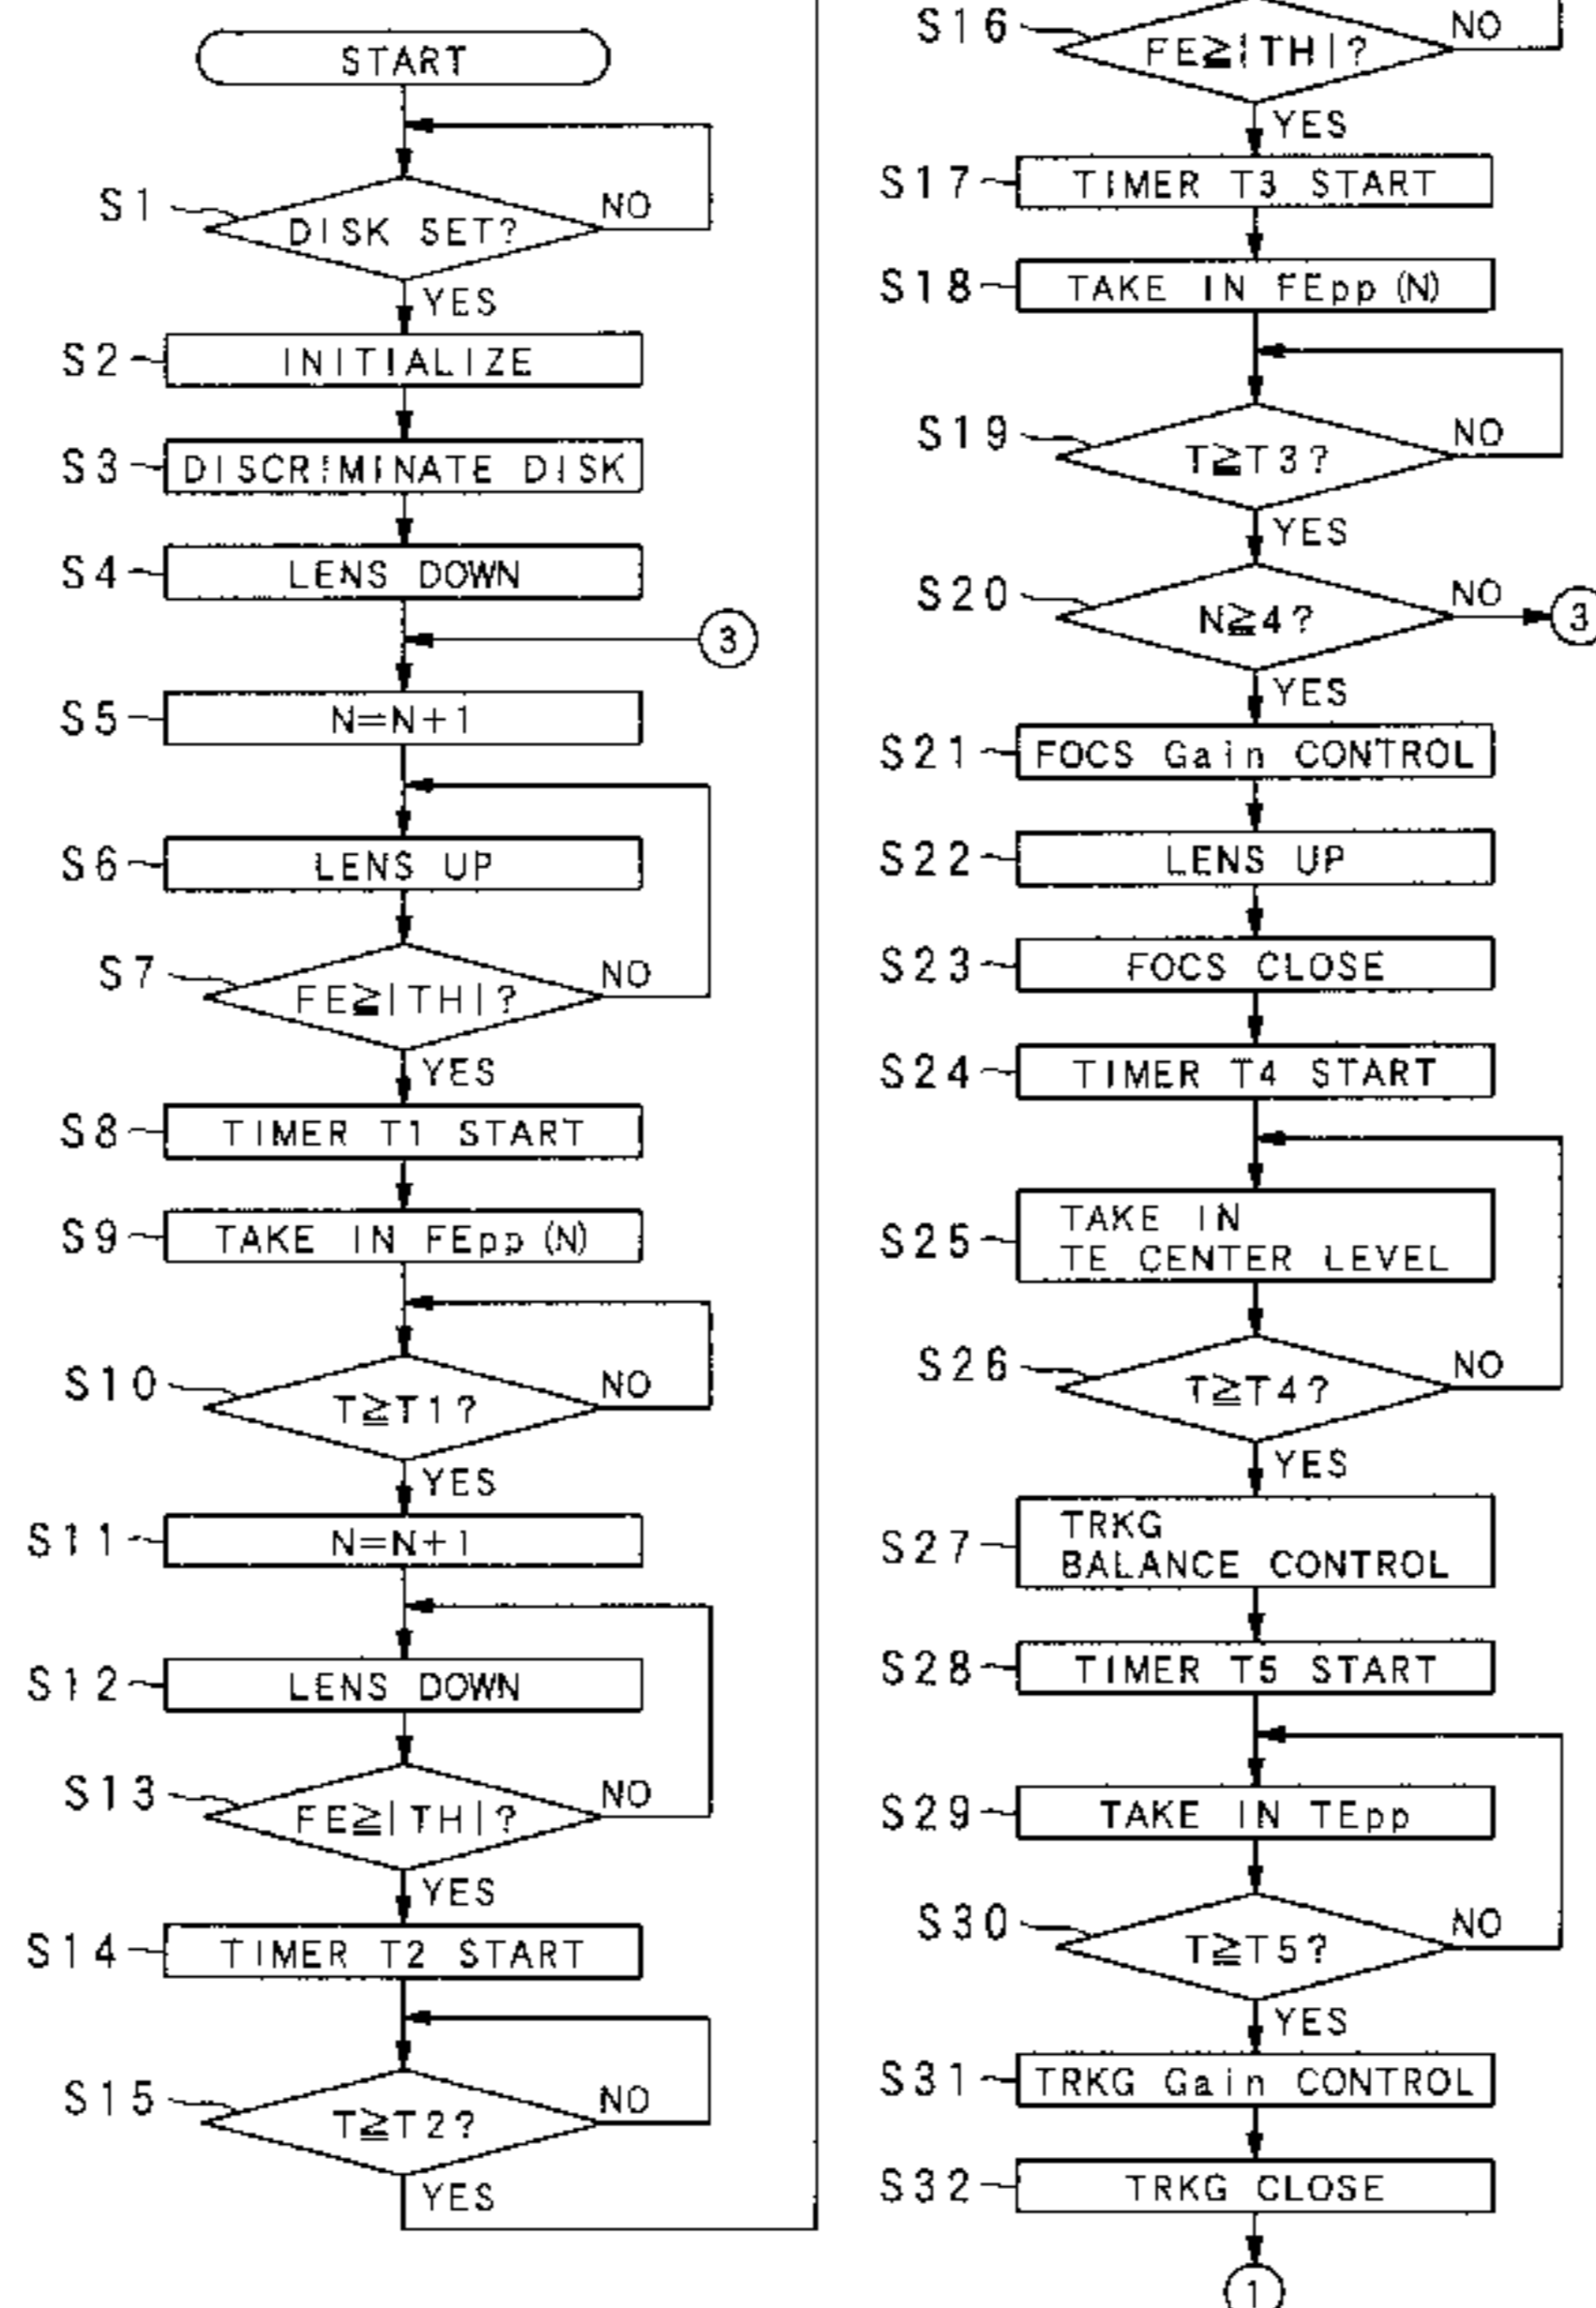 START
S1
DISK SET?
NO
YES
S2
INITIALIZE
S3
DISCRIMINATE DISK
S4
LENS DOWN
3
S5
N=N+1
S6
LENS UP
S7
FE≧|TH|?
NO
YES
S8
TIMER T1 START
S9
TAKE IN FEpp (N)
S10
T≧T1?
NO
YES
S11
N=N+1
S12
LENS DOWN
S13
FE≧|TH|?
NO
YES
S14
TIMER T2 START
S15
T≧T2?
NO
YES
S16
FE≧|TH|?
NO
YES
S17
TIMER T3 START
S18
TAKE IN FEpp (N)
S19
T≧T3?
NO
YES
S20
N≧4?
NO
3
YES
S21
FOCS Gain CONTROL
S22
LENS UP
S23
FOCS CLOSE
S24
TIMER T4 START
S25
TAKE IN
TE CENTER LEVEL
S26
T≧T4?
NO
YES
S27
TRKG
BALANCE CONTROL
S28
TIMER T5 START
S29
TAKE IN TEpp
S30
T≧T5?
NO
YES
S31
TRKG Gain CONTROL
S32
TRKG CLOSE
1